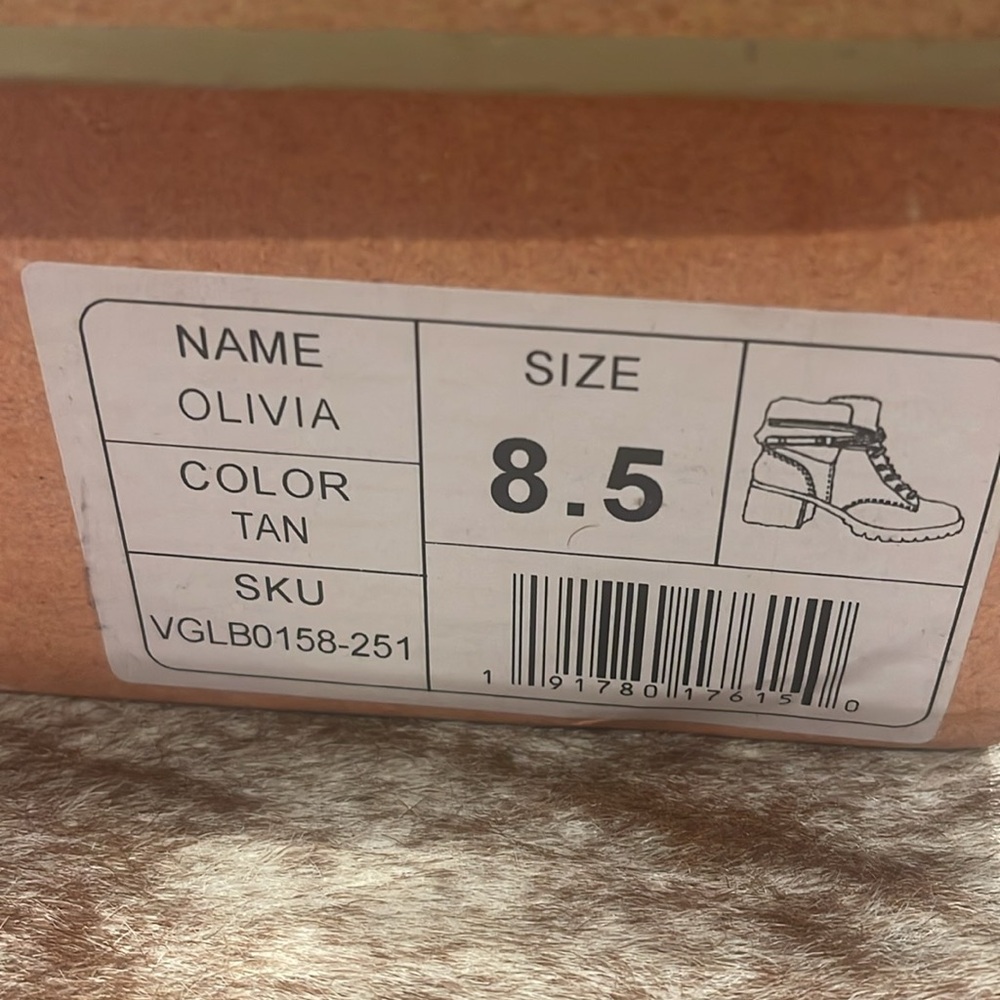 NAME
OLIVIA
COLOR
TAN
SKU
VGLB0158-251
SIZE
8.5
1 91780 17615 0